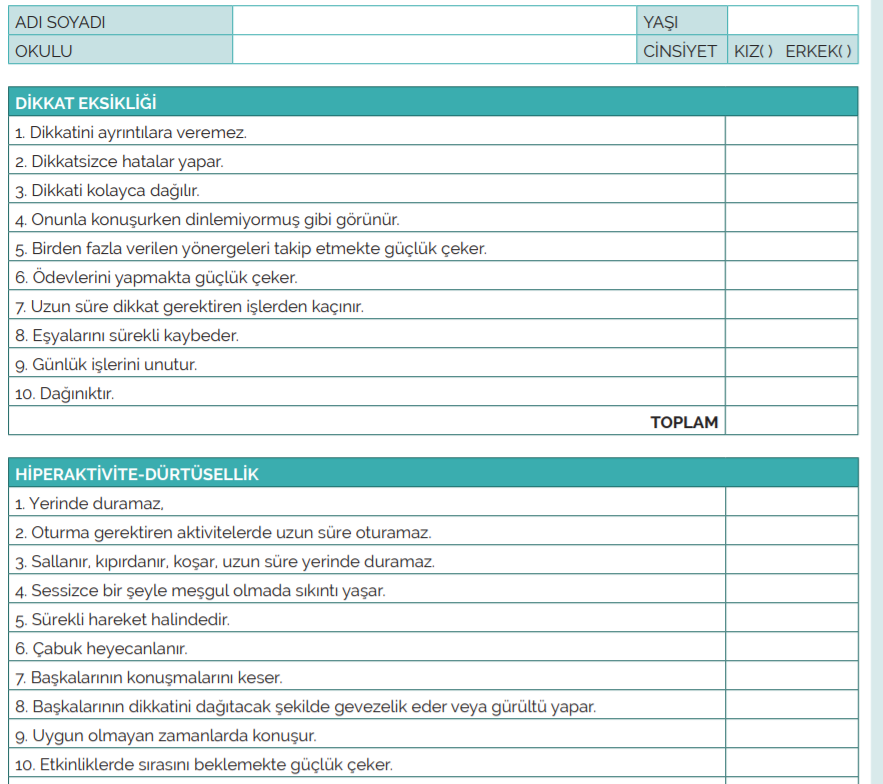 ADI SOYADI YAŞI
OKULU CİNSİYET KIZ( ) ERKEK( )
DİKKAT EKSİKLİĞİ
1. Dikkatini ayrıntılara veremez.
2. Dikkatsizce hatalar yapar.
3. Dikkati kolayca dağılır.
4. Onunla konuşurken dinlemiyormuş gibi görünür.
5. Birden fazla verilen yönergeleri takip etmekte güçlük çeker.
6. Ödevlerini yapmakta güçlük çeker.
7. Uzun süre dikkat gerektiren işlerden kaçınır.
8. Eşyalarını sürekli kaybeder.
9. Günlük işlerini unutur.
10. Dağınıktır.
TOPLAM
HİPERAKTİVİTE-DÜRTÜSELLİK
1. Yerinde duramaz,
2. Oturma gerektiren aktivitelerde uzun süre oturamaz.
3. Sallanır, kıpırdanır, koşar, uzun süre yerinde duramaz.
4. Sessizce bir şeyle meşgul olmada sıkıntı yaşar.
5. Sürekli hareket halindedir.
6. Çabuk heyecanlanır.
7. Başkalarının konuşmalarını keser.
8. Başkalarının dikkatini dağıtacak şekilde gevezelik eder veya gürültü yapar.
9. Uygun olmayan zamanlarda konuşur.
10. Etkinliklerde sırasını beklemekte güçlük çeker.